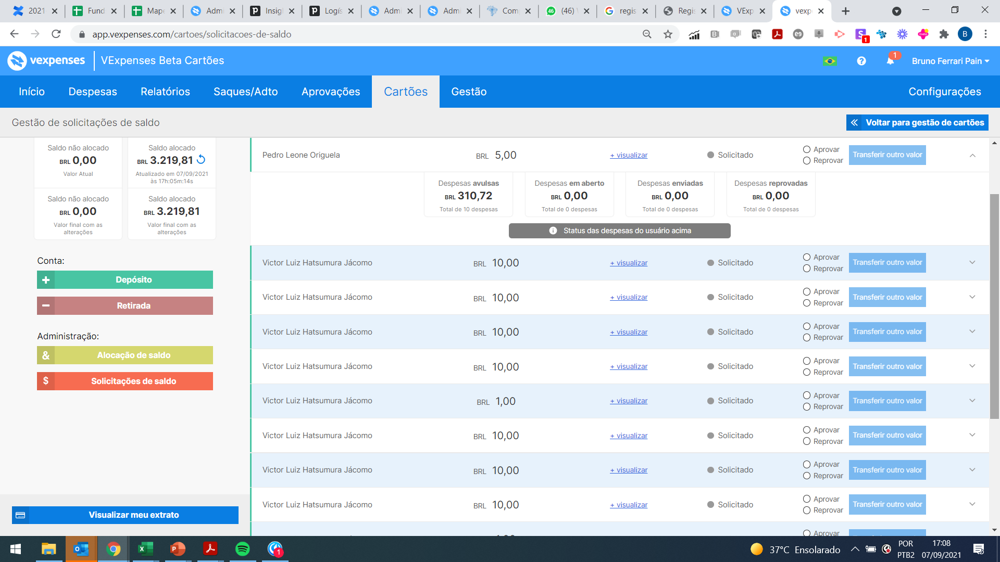 2021
Fund
Mape
Admi
Insig
Logís
Admi
Admi
Com
(46)
regis
Regis
VExp
vexp
app.vexpenses.com/cartoes/solicitacoes-de-saldo
1
B
vexpenses
VExpenses Beta Cartões
1
Bruno Ferrari Pain
Início
Despesas
Relatórios
Saques/Adto
Aprovações
Cartões
Gestão
Configurações
Gestão de solicitações de saldo
Voltar para gestão de cartões
Saldo não alocado
BRL 0,00
Valor Atual
Saldo alocado
BRL 3.219,81
Atualizado em 07/09/2021
às 17h:05m:14s
Saldo não alocado
BRL 0,00
Valor final com as
alterações
Saldo alocado
BRL 3.219,81
Valor final com as
alterações
Conta:
+ Depósito
Retirada
Administração:
& Alocação de saldo
$ Solicitações de saldo
Visualizar meu extrato
Pedro Leone Origuela BRL 5,00 + visualizar Solicitado Aprovar
Reprovar
Transferir outro valor
Despesas avulsas
BRL 310,72
Total de 10 despesas
Despesas em aberto
BRL 0,00
Total de 0 despesas
Despesas enviadas
BRL 0,00
Total de 0 despesas
Despesas reprovadas
BRL 0,00
Total de 0 despesas
Status das despesas do usuário acima
Victor Luiz Hatsumura Jácomo BRL 10,00 + visualizar Solicitado Aprovar
Reprovar
Transferir outro valor
Victor Luiz Hatsumura Jácomo BRL 10,00 + visualizar Solicitado Aprovar
Reprovar
Transferir outro valor
Victor Luiz Hatsumura Jácomo BRL 10,00 + visualizar Solicitado Aprovar
Reprovar
Transferir outro valor
Victor Luiz Hatsumura Jácomo BRL 10,00 + visualizar Solicitado Aprovar
Reprovar
Transferir outro valor
Victor Luiz Hatsumura Jácomo BRL 1,00 + visualizar Solicitado Aprovar
Reprovar
Transferir outro valor
Victor Luiz Hatsumura Jácomo BRL 10,00 + visualizar Solicitado Aprovar
Reprovar
Transferir outro valor
Victor Luiz Hatsumura Jácomo BRL 10,00 + visualizar Solicitado Aprovar
Reprovar
Transferir outro valor
Victor Luiz Hatsumura Jácomo BRL 10,00 + visualizar Solicitado Aprovar
Reprovar
Transferir outro valor
Aprovar
37°C Ensolarado
POR
PTB2
17:08
07/09/2021